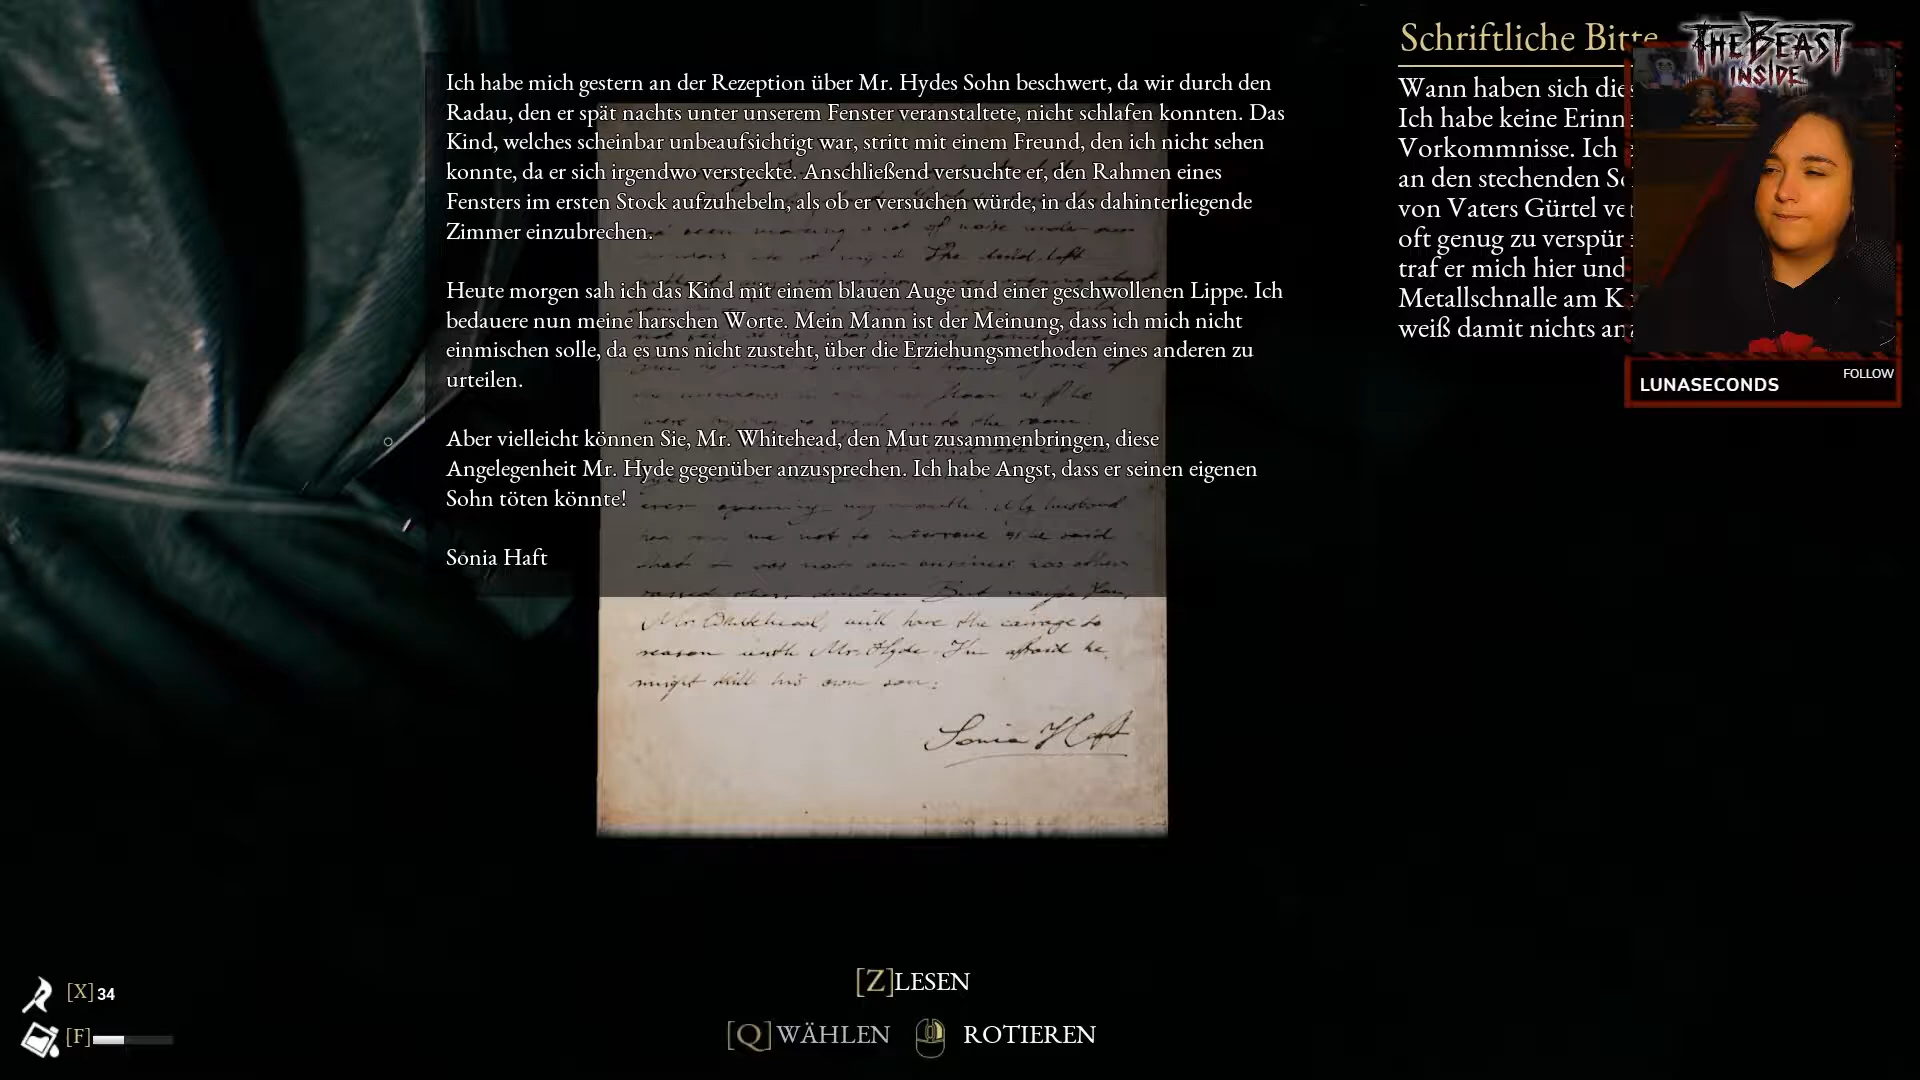 Schriftliche Bitte
THE BEAST
INSIDE
Ich habe mich gestern an der Rezeption über Mr. Hydes Sohn beschwert, da wir durch den
Radau, den er spät nachts unter unserem Fenster veranstaltete, nicht schlafen konnten. Das
Kind, welches scheinbar unbeaufsichtigt war, stritt mit einem Freund, den ich nicht sehen
konnte, da er sich irgendwo versteckte. Anschließend versuchte er, den Rahmen eines
Fensters im ersten Stock aufzuhebeln, als ob er versuchen würde, in das dahinterliegende
Zimmer einzubrechen.
Heute morgen sah ich das Kind mit einem blauen Auge und einer geschwollenen Lippe. Ich
bedauere nun meine harschen Worte. Mein Mann ist der Meinung, dass ich mich nicht
einmischen solle, da es uns nicht zusteht, über die Erziehungsmethoden eines anderen zu
urteilen.
Aber vielleicht können Sie, Mr. Whitehead, den Mut zusammenbringen, diese
Angelegenheit Mr. Hyde gegenüber anzusprechen. Ich habe Angst, dass er seinen eigenen
Sohn töten könnte!
Sonia Haft
Mr. Whitehead, will have the courage to
reason with Mr. Hyde. I'm afraid he
might kill his own son!
Sonia Haft
Wann haben sich
Ich habe keine
Vorkommnisse. Ich
an den stechenden
von Vaters Gürtel
oft genug zu
traf er mich hier und
Metallschnalle am
weiß damit nichts
LUNASECONDS
FOLLOW
[X] 34
[F]
[Z]LESEN
[Q]WÄHLEN ROTIEREN